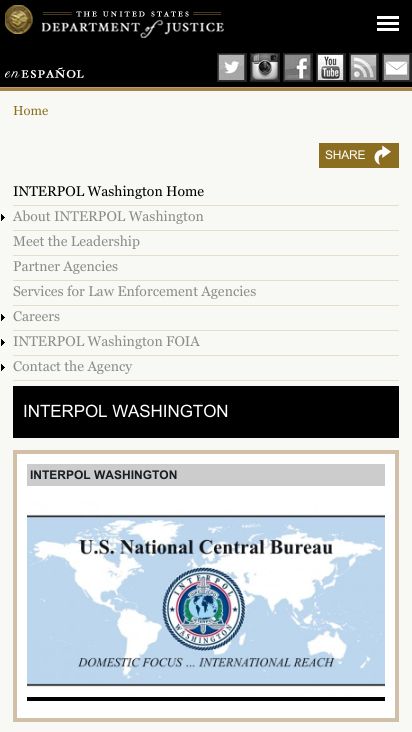 THE UNITED STATES
DEPARTMENT of JUSTICE
en ESPAÑOL
You
Tube
Home
SHARE
INTERPOL Washington Home
About INTERPOL Washington
Meet the Leadership
Partner Agencies
Services for Law Enforcement Agencies
Careers
INTERPOL Washington FOIA
Contact the Agency
INTERPOL WASHINGTON
INTERPOL WASHINGTON
U.S. National Central Bureau
INTERPOL
WASHINGTON
DOMESTIC FOCUS ... INTERNATIONAL REACH